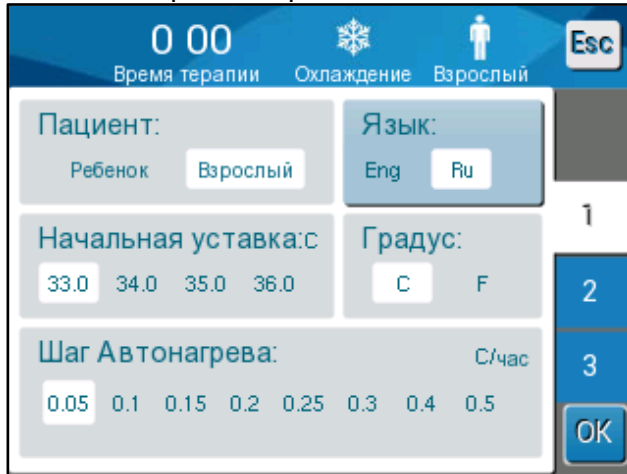 0 00
Esc
Время терапии Охлаждение Взрослый
Пациент:
Ребенок Взрослый
Язык:
Eng Ru
1
Начальная уставка:C
33.0 34.0 35.0 36.0
Градус:
C F
2
Шаг Автонагрева: С/час
3
0.05 0.1 0.15 0.2 0.25 0.3 0.4 0.5
OK